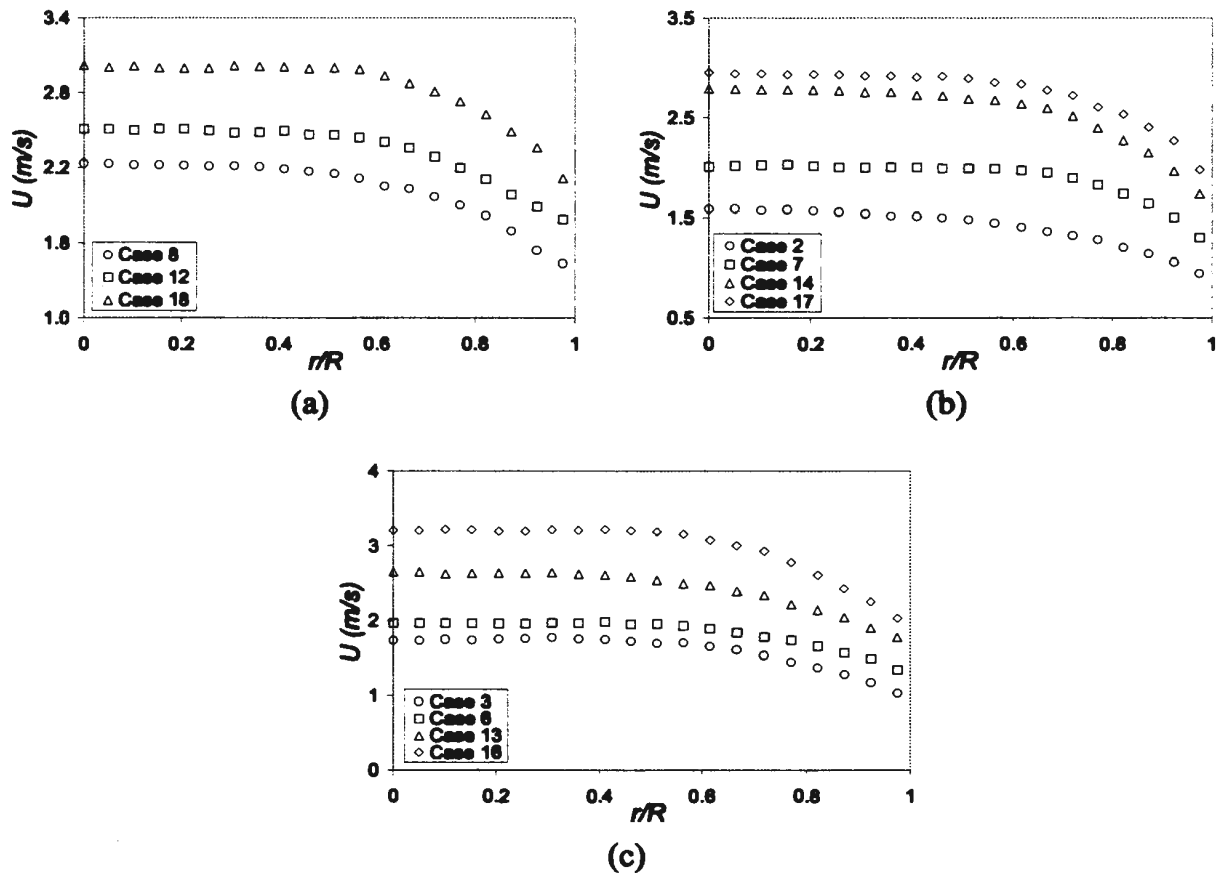 3.4
2.8
2.2
1.8
1.0
U (m/s)
0
0.2
0.4
0.6
0.8
1
r/R
Case 8
Case 12
Case 18
(a)
3.5
2.5
1.5
0.5
U (m/s)
0
0.2
0.4
0.6
0.8
1
r/R
Case 2
Case 7
Case 14
Case 17
(b)
4
3
2
1
0
U (m/s)
0
0.2
0.4
0.6
0.8
1
r/R
Case 3
Case 6
Case 13
Case 16
(c)